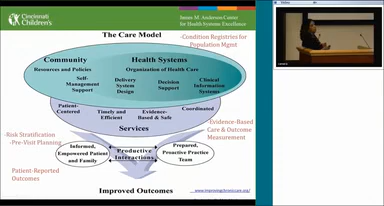 Cincinnati Children's
James M. Anderson Center
for Health Systems Excellence
The Care Model
-Condition Registries for
Population Mgmt
Community
Health Systems
Resources and Policies
Organization of Health Care
Self-
Management
Support
Delivery
System
Design
Decision
Support
Clinical
Information
Systems
Patient-
Centered
Timely and
Efficient
Evidence-
Based & Safe
Coordinated
Services
-Evidence-Based
Care & Outcome
Measurement
-Risk Stratification
-Pre-Visit Planning
Informed,
Empowered Patient
and Family
Productive
Interactions
Prepared,
Proactive Practice
Team
-Patient-Reported
Outcomes
Improved Outcomes
www.improvingchroniccare.org/